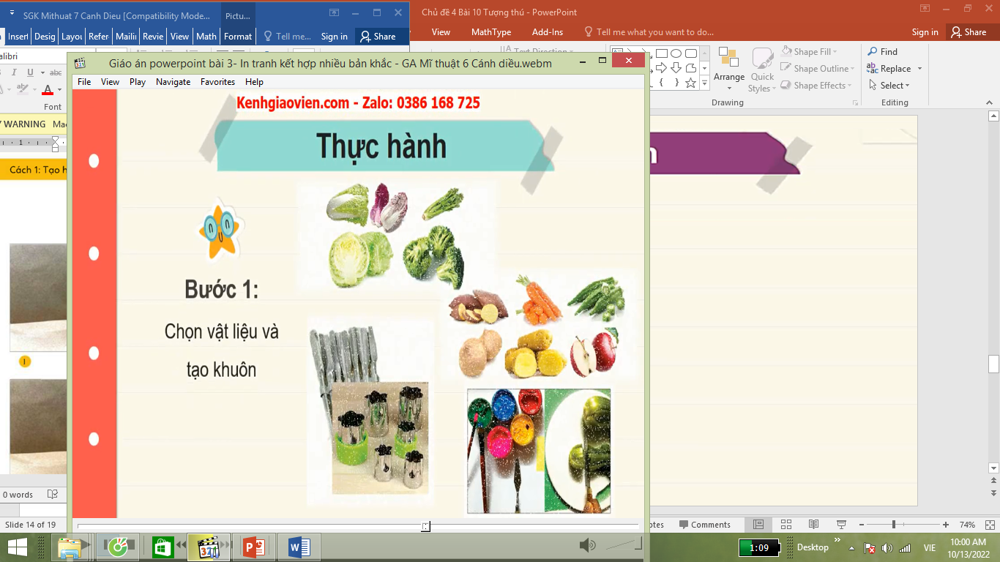 SGK Mithuat 7 Canh Dieu [Compatibility Mode...
Pictu...
Chủ đề 4 Bài 10 Tượng thú - PowerPoint
Insert
Desig
Layou
Refer
Mailin
Revie
View
Math
Format
Tell me...
Sign in
Share
View
MathType
Add-Ins
Tell me what you want to do...
Sign in
Share
alibri
Font
Text Direction
Arrange
Quick
Styles
Shape Fill
Shape Outline
Shape Effects
Drawing
Find
Replace
Select
Editing
Giáo án powerpoint bài 3- In tranh kết hợp nhiều bản khắc - GA Mĩ thuật 6 Cánh diều.webm
File View Play Navigate Favorites Help
Y WARNING Mac
Cách 1: Tạo h
Kenhgiaovien.com - Zalo: 0386 168 725
Thực hành
Bước 1:
Chọn vật liệu và
tạo khuôn
0 words
Slide 14 of 19
otes
Comments
74%
1:09
Desktop
VIE
10:00 AM
10/13/2022